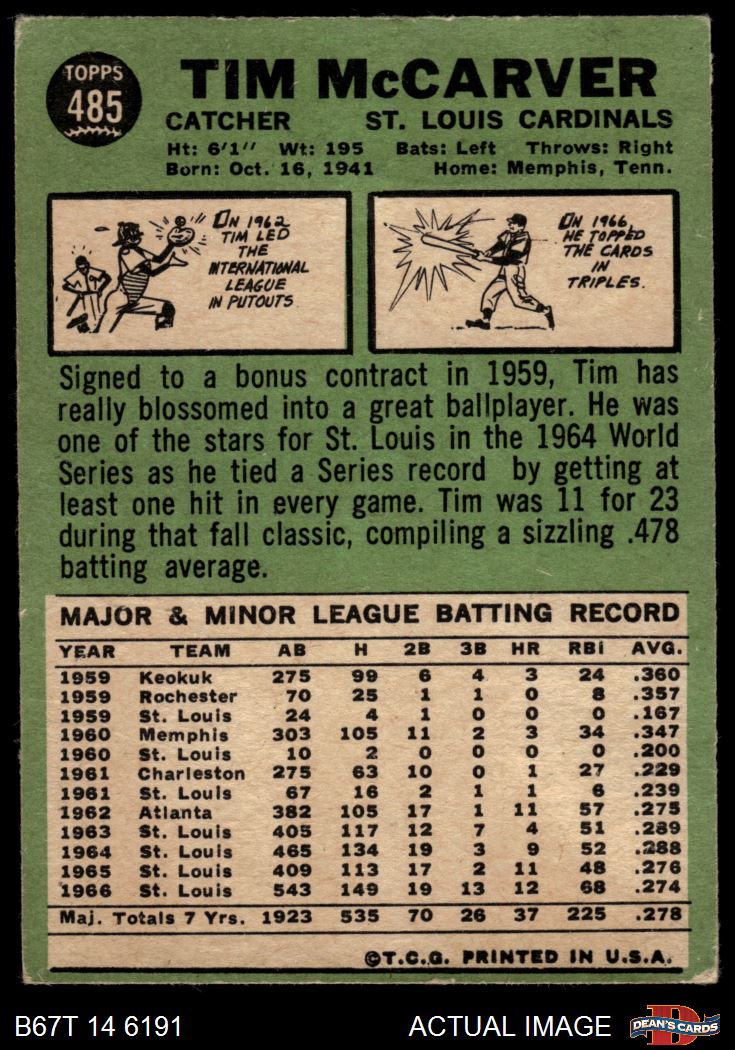 TOPPS
485
TIM McCARVER
CATCHER ST. LOUIS CARDINALS
Ht: 6'1" Wt: 195 Bats: Left Throws: Right
Born: Oct. 16, 1941 Home: Memphis, Tenn.
ON 1962
TIM LED
THE
INTERNATIONAL
LEAGUE
IN PUTOUTS
ON 1966,
HE TOPPED
THE CARDS
IN
TRIPLES.
Signed to a bonus contract in 1959, Tim has
really blossomed into a great ballplayer. He was
one of the stars for St. Louis in the 1964 World
Series as he tied a Series record by getting at
least one hit in every game. Tim was 11 for 23
during that fall classic, compiling a sizzling .478
batting average.
MAJOR & MINOR LEAGUE BATTING RECORD
YEAR TEAM AB H 2B 3B HR RBI AVG.
1959 Keokuk 275 99 6 4 3 24 .360
1959 Rochester 70 25 1 1 0 8 .357
1959 St. Louis 24 4 1 0 0 0 .167
1960 Memphis 303 105 11 2 3 34 .347
1960 St. Louis 10 2 0 0 0 0 .200
1961 Charleston 275 63 10 0 1 27 .229
1961 St. Louis 67 16 2 1 1 6 .239
1962 Atlanta 382 105 17 1 11 57 .275
1963 St. Louis 405 117 12 7 4 51 .289
1964 St. Louis 465 134 19 3 9 52 .288
1965 St. Louis 409 113 17 2 11 48 .276
1966 St. Louis 543 149 19 13 12 68 .274
Maj. Totals 7 Yrs. 1923 535 70 26 37 225 .278
©T.C.G. PRINTED IN U.S.A.
B67T 14 6191 ACTUAL IMAGE
D
DEAN'S CARDS